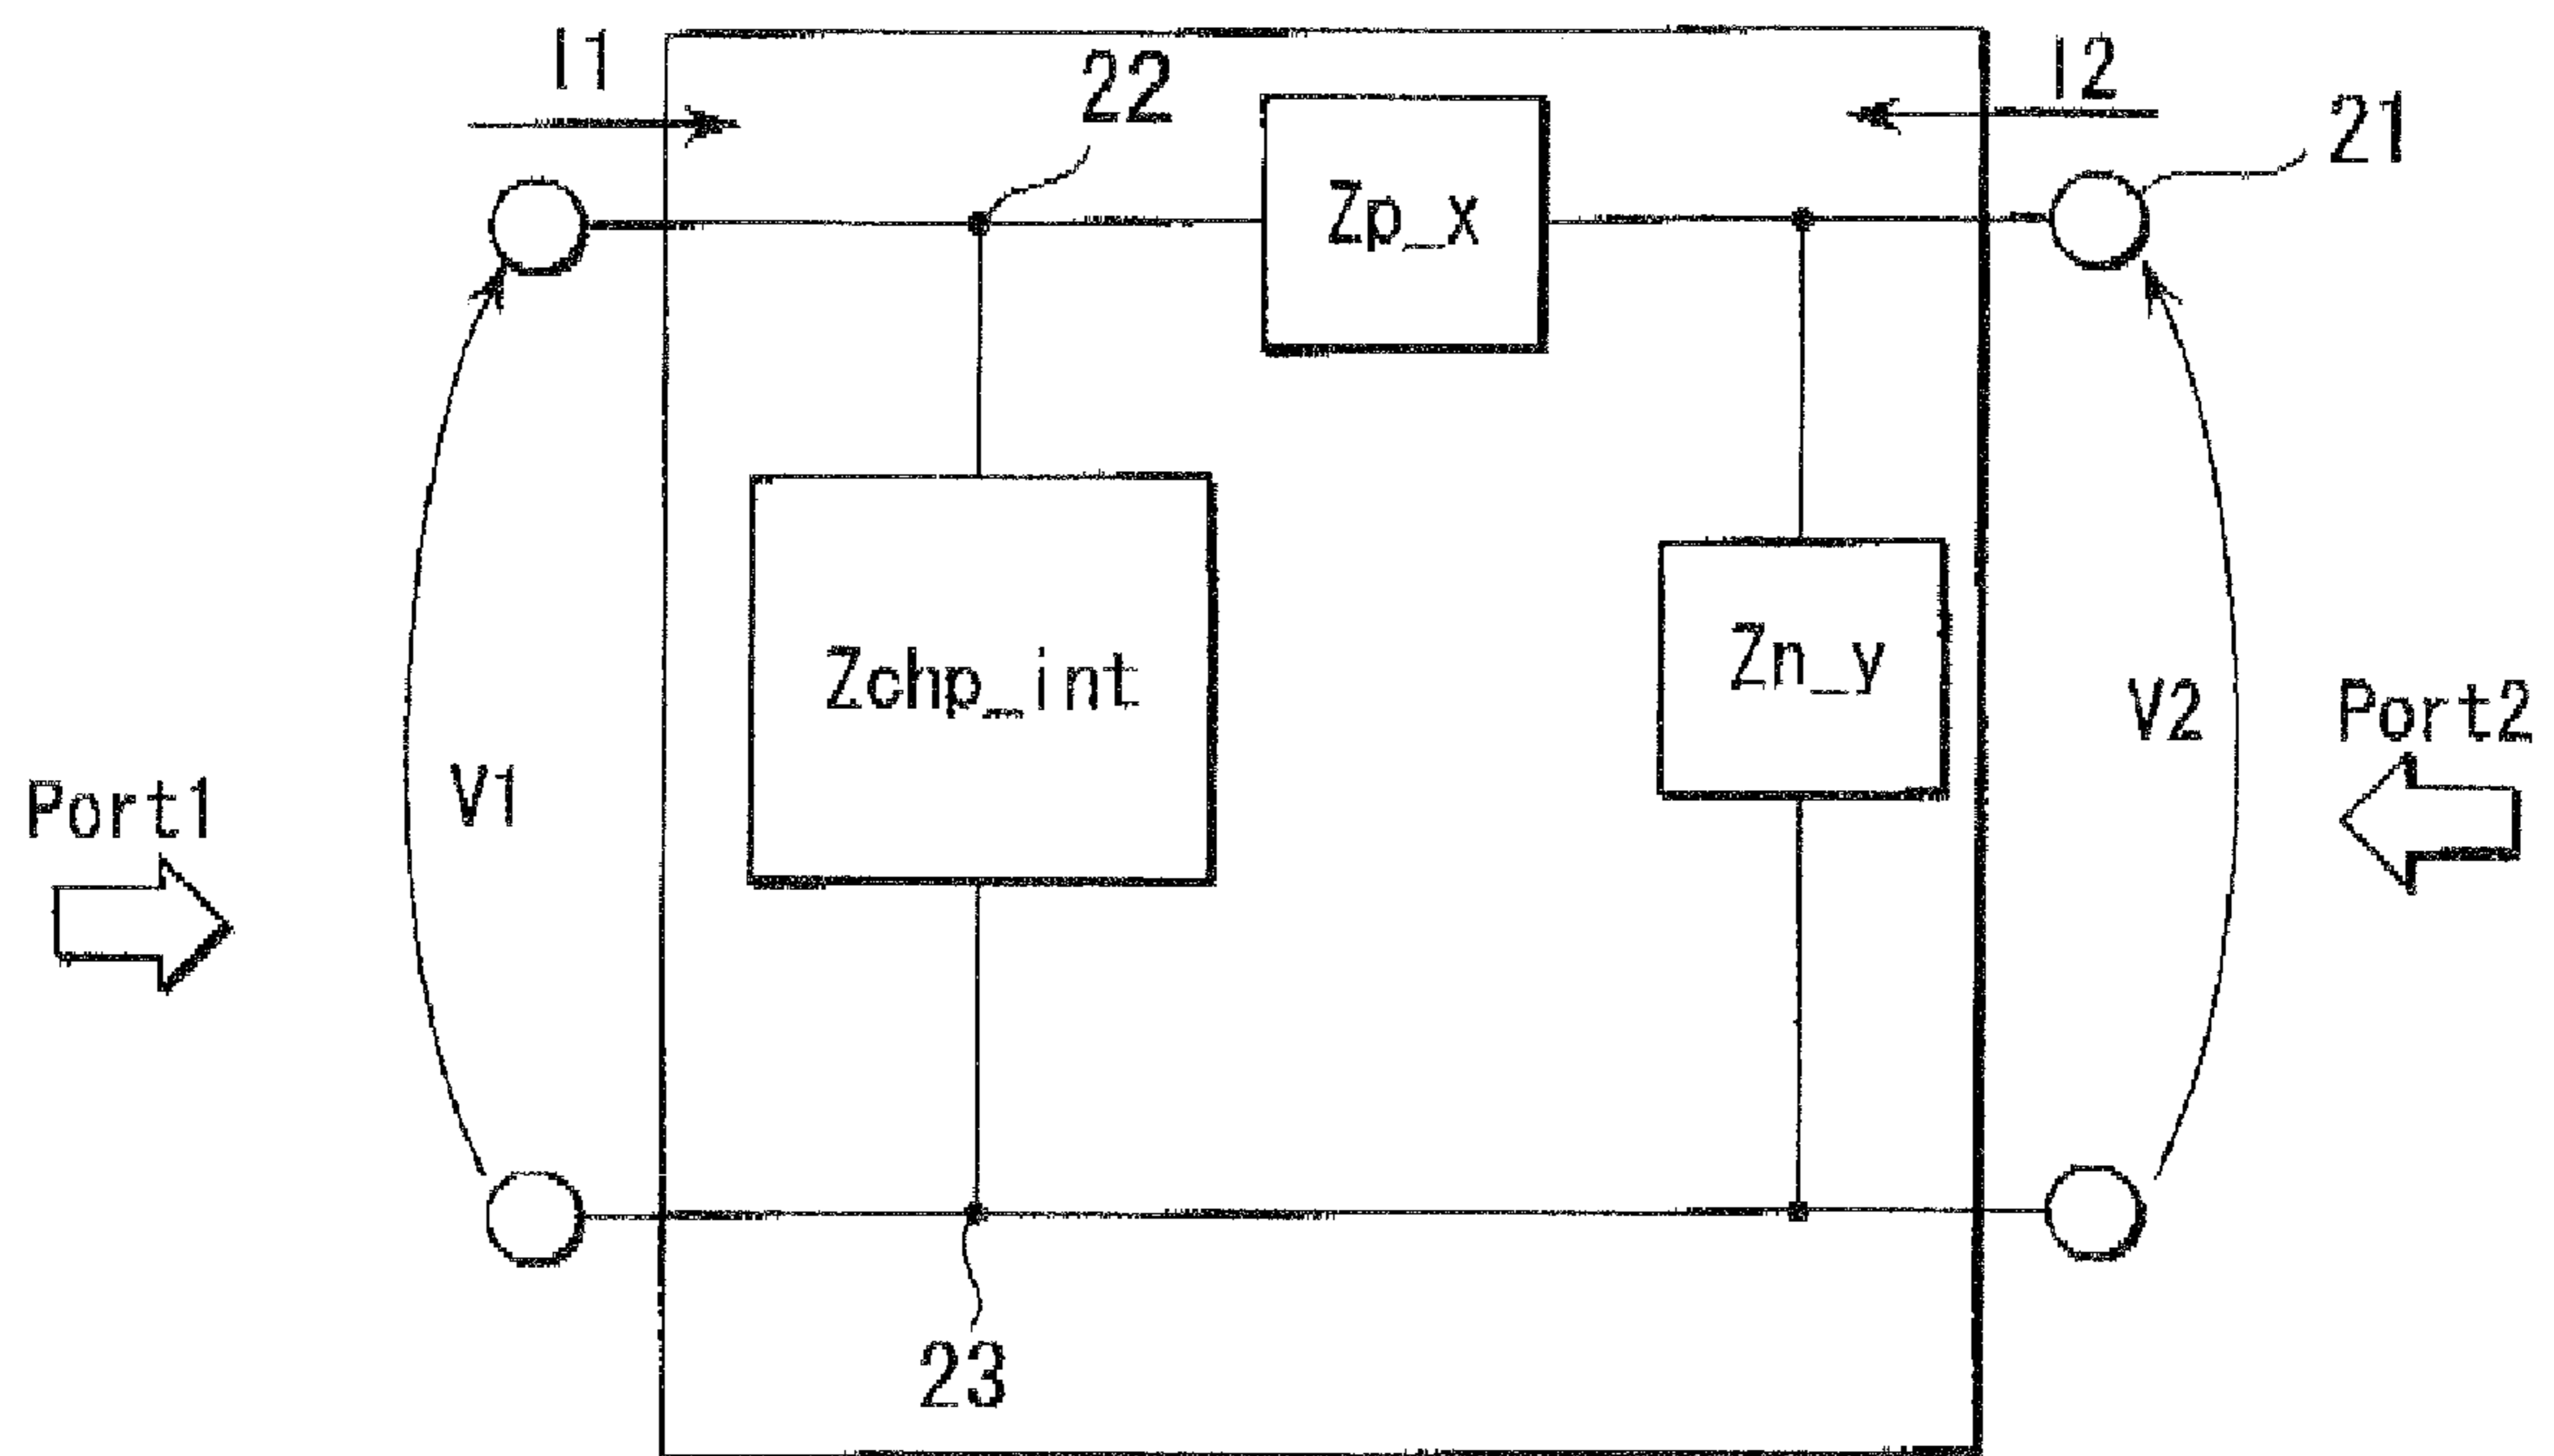 I1
22
I2
21
Zp_x
Zchp_int
Zn_y
V1
V2
Port1
Port2
23